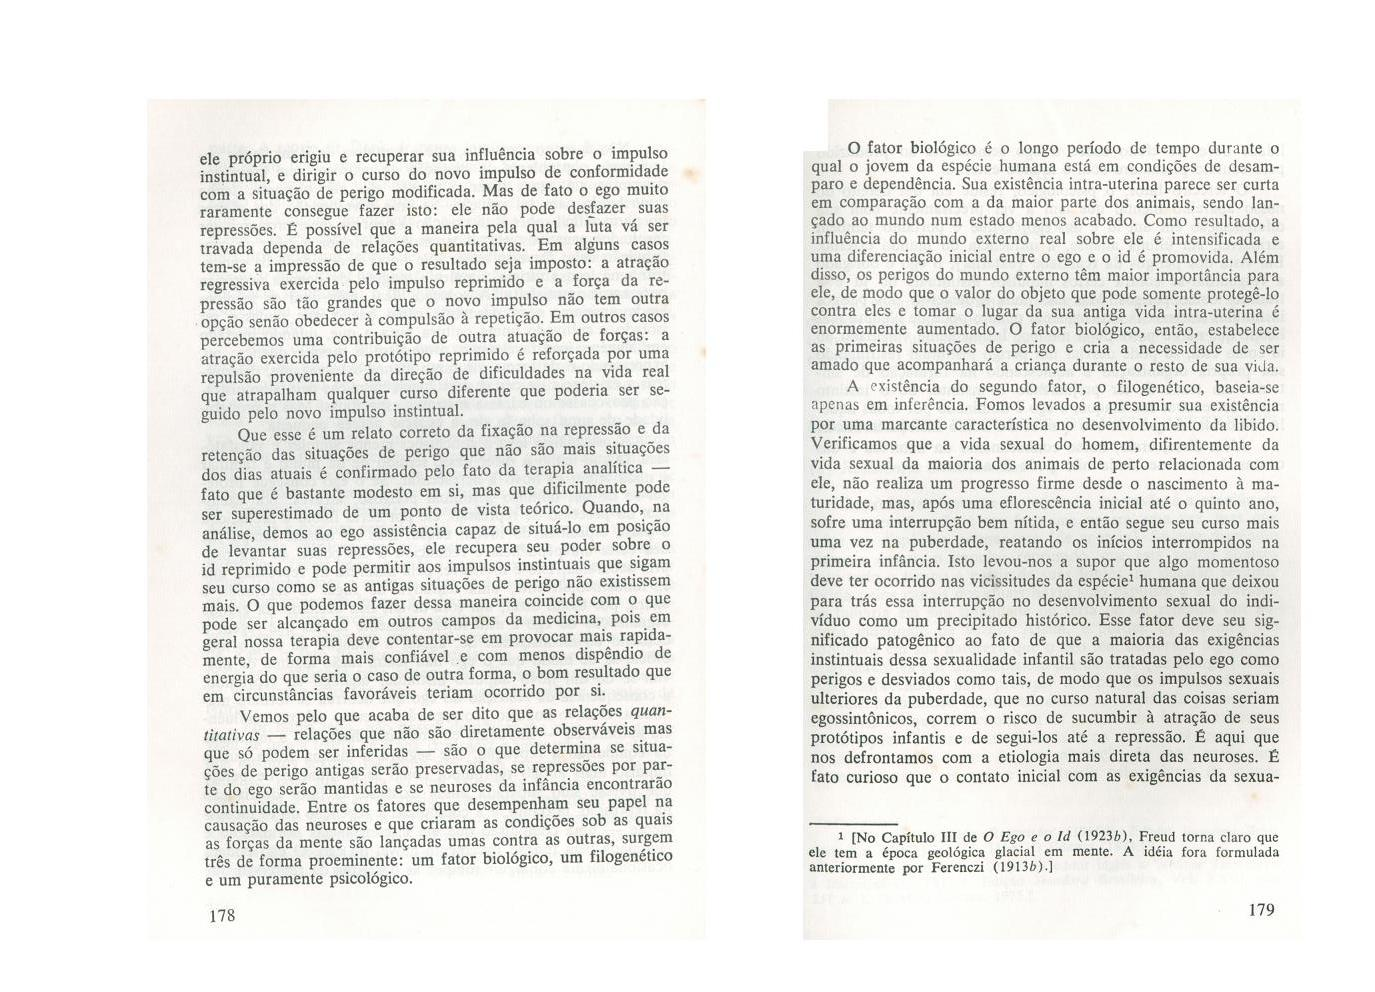 ele próprio erigiu e recuperar sua influência sobre o impulso
instintual, e dirigir o curso do novo impulso de conformidade
com a situação de perigo modificada. Mas de fato o ego muito
raramente consegue fazer isto: ele não pode desfazer suas
repressões. É possível que a maneira pela qual a luta vá ser
travada dependa de relações quantitativas. Em alguns casos
tem-se a impressão de que o resultado seja imposto: a atração
regressiva exercida pelo impulso reprimido e a força da re-
pressão são tão grandes que o novo impulso não tem outra
opção senão obedecer à compulsão à repetição. Em outros casos
percebemos uma contribuição de outra atuação de forças: a
atração exercida pelo protótipo reprimido é reforçada por uma
repulsão proveniente da direção de dificuldades na vida real
que atrapalham qualquer curso diferente que poderia ser se-
guido pelo novo impulso instintual.
Que esse é um relato correto da fixação na repressão e da
retenção das situações de perigo que não são mais situações
dos dias atuais é confirmado pelo fato da terapia analítica —
fato que é bastante modesto em si, mas que dificilmente pode
ser superestimado de um ponto de vista teórico. Quando, na
análise, demos ao ego assistência capaz de situá-lo em posição
de levantar suas repressões, ele recupera seu poder sobre o
id reprimido e pode permitir aos impulsos instintuais que sigam
seu curso como se as antigas situações de perigo não existissem
mais. O que podemos fazer dessa maneira coincide com o que
pode ser alcançado em outros campos da medicina, pois em
geral nossa terapia deve contentar-se em provocar mais rapida-
mente, de forma mais confiável e com menos dispêndio de
energia do que seria o caso de outra forma, o bom resultado que
em circunstâncias favoráveis teriam ocorrido por si.
Vemos pelo que acaba de ser dito que as relações quan-
titativas — relações que não são diretamente observáveis mas
que só podem ser inferidas — são o que determina se situa-
ções de perigo antigas serão preservadas, se repressões por par-
te do ego serão mantidas e se neuroses da infância encontrarão
continuidade. Entre os fatores que desempenham seu papel na
causação das neuroses e que criaram as condições sob as quais
as forças da mente são lançadas umas contra as outras, surgem
três de forma proeminente: um fator biológico, um filogenético
e um puramente psicológico.
178
O fator biológico é o longo período de tempo durante o
qual o jovem da espécie humana está em condições de desam-
paro e dependência. Sua existência intra-uterina parece ser curta
em comparação com a da maior parte dos animais, sendo lan-
çado ao mundo num estado menos acabado. Como resultado, a
influência do mundo externo real sobre ele é intensificada e
uma diferenciação inicial entre o ego e o id é promovida. Além
disso, os perigos do mundo externo têm maior importância para
ele, de modo que o valor do objeto que pode somente protegê-lo
contra eles e tomar o lugar da sua antiga vida intra-uterina é
enormemente aumentado. O fator biológico, então, estabelece
as primeiras situações de perigo e cria a necessidade de ser
amado que acompanhará a criança durante o resto de sua vida.
A existência do segundo fator, o filogenético, baseia-se
apenas em inferência. Fomos levados a presumir sua existência
por uma marcante característica no desenvolvimento da libido.
Verificamos que a vida sexual do homem, difirentemente da
vida sexual da maioria dos animais de perto relacionada com
ele, não realiza um progresso firme desde o nascimento à ma-
turidade, mas, após uma eflorescência inicial até o quinto ano,
sofre uma interrupção bem nítida, e então segue seu curso mais
uma vez na puberdade, reatando os inícios interrompidos na
primeira infância. Isto levou-nos a supor que algo momentoso
deve ter ocorrido nas vicissitudes da espécie¹ humana que deixou
para trás essa interrupção no desenvolvimento sexual do indi-
víduo como um precipitado histórico. Esse fator deve seu sig-
nificado patogênico ao fato de que a maioria das exigências
instintuais dessa sexualidade infantil são tratadas pelo ego como
perigos e desviados como tais, de modo que os impulsos sexuais
ulteriores da puberdade, que no curso natural das coisas seriam
egossintônicos, correm o risco de sucumbir à atração de seus
protótipos infantis e de segui-los até a repressão. É aqui que
nos defrontamos com a etiologia mais direta das neuroses. É
fato curioso que o contato inicial com as exigências da sexua-
¹ [No Capítulo III de O Ego e o Id (1923b), Freud torna claro que
ele tem a época geológica glacial em mente. A idéia fora formulada
anteriormente por Ferenczi (1913b).]
179